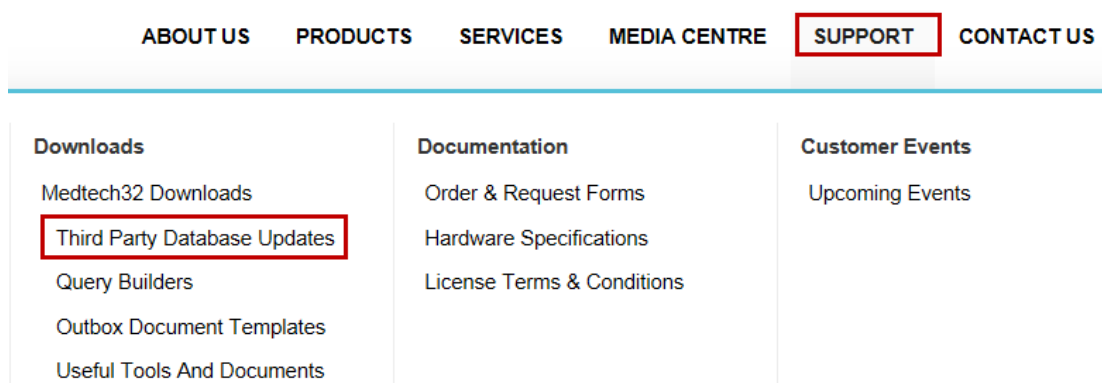 ABOUT US PRODUCTS SERVICES MEDIA CENTRE SUPPORT CONTACT US
Downloads
Medtech32 Downloads
Third Party Database Updates
Query Builders
Outbox Document Templates
Useful Tools And Documents
Documentation
Order & Request Forms
Hardware Specifications
License Terms & Conditions
Customer Events
Upcoming Events